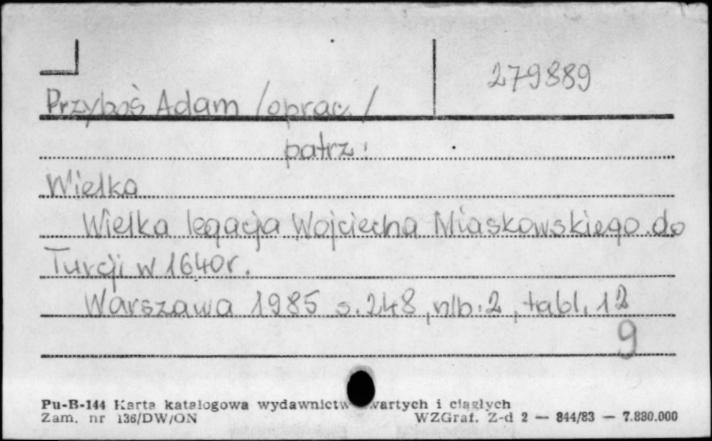 279889
Przyboś Adam /oprac./
patrz:
Wielka
Wielka legacja Wojciecha Miaskowskiego do
Turcji w 1640r.
Warszawa 1985 s.248, nlb.2, tabl. 12
9
Pu-B-144 Karta katalogowa wydawnictw zwartych i ciągłych
Zam. nr 136/DW/ON WZGraf. Z-d 2 — 844/83 — 7.880.000